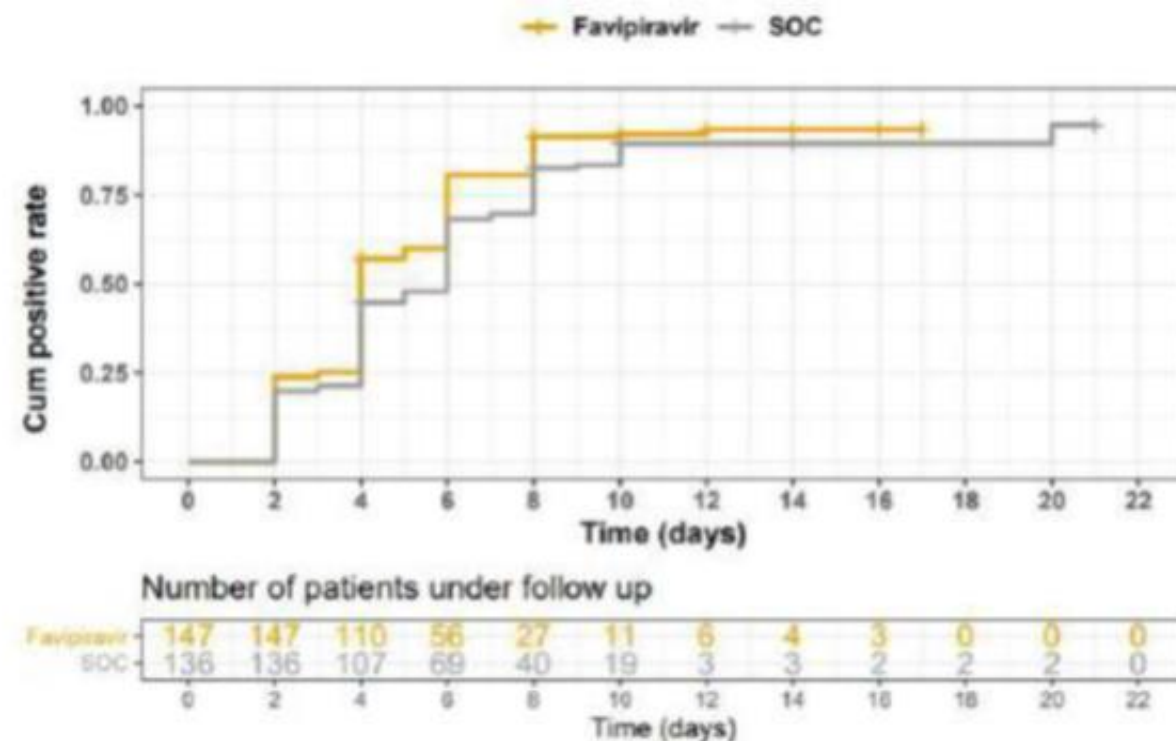 Favipiravir SOC
Cum positive rate
1.00
0.75
0.50
0.25
0.00
0 2 4 6 8 10 12 14 16 18 20 22
Time (days)
Number of patients under follow up
Favipiravir 147 147 110 56 27 11 6 4 3 0 0 0
SOC 136 136 107 69 40 19 3 3 2 2 2 0
0 2 4 6 8 10 12 14 16 18 20 22
Time (days)